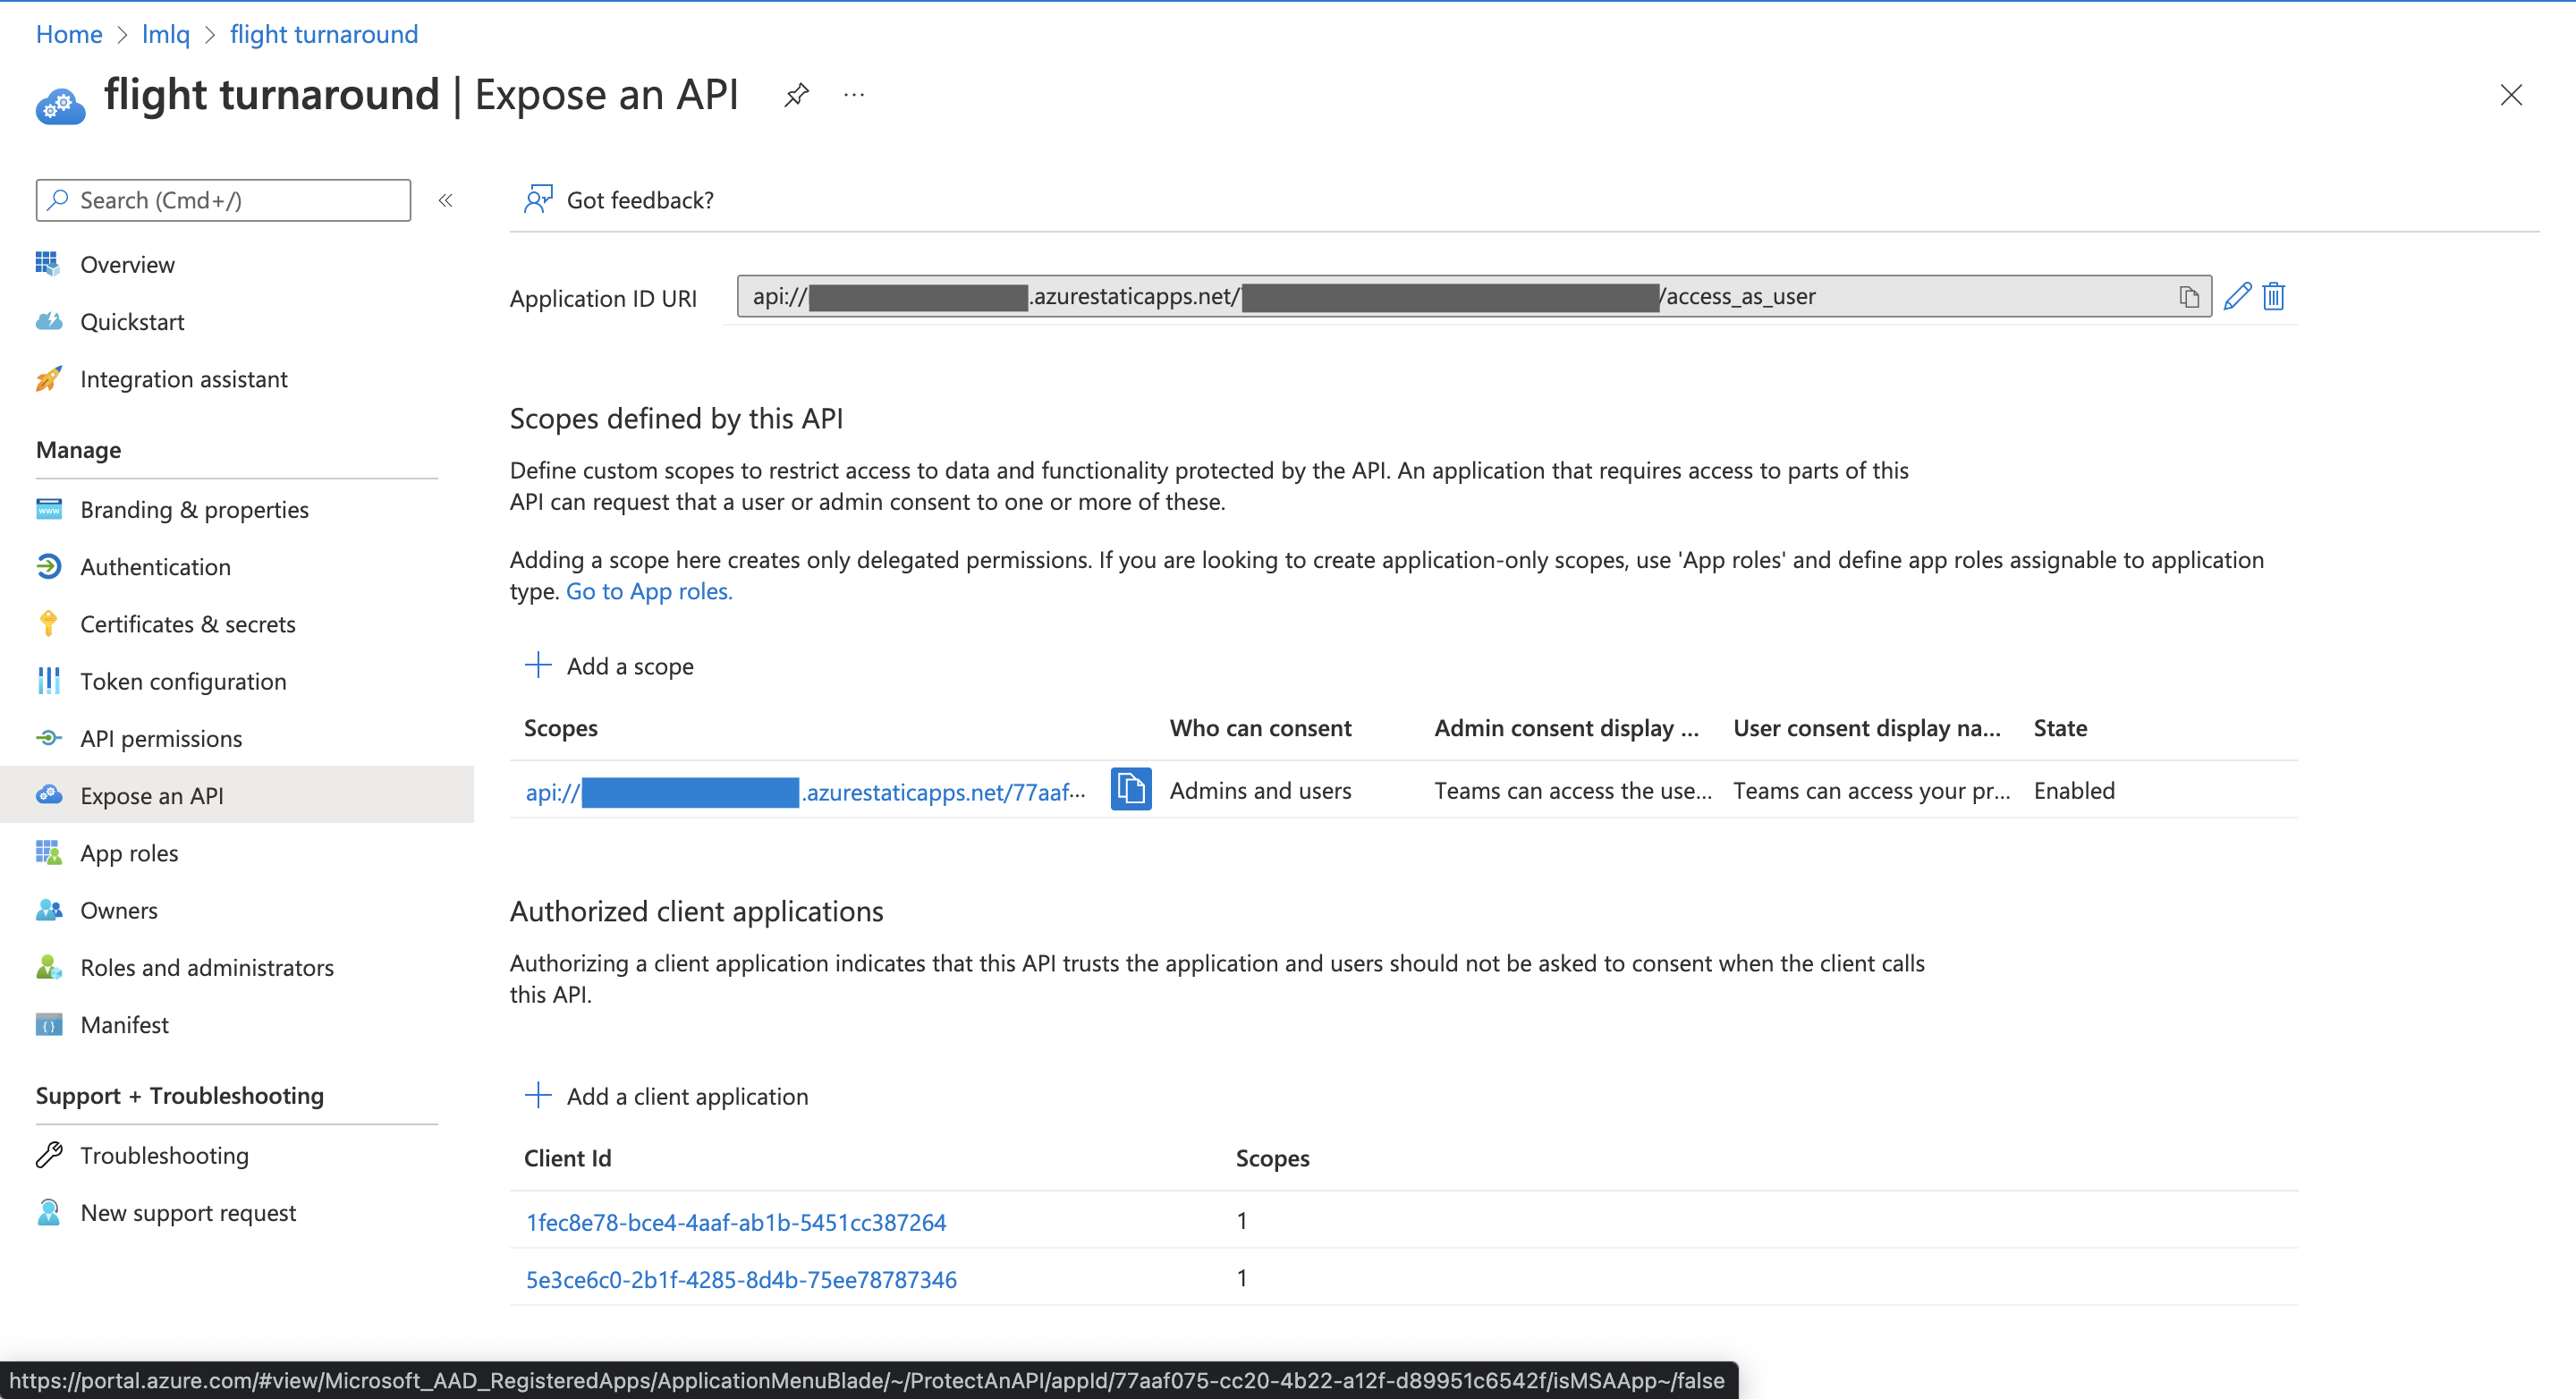 Home > lmlq > flight turnaround
flight turnaround | Expose an API
Search (Cmd+/)
«
Got feedback?
Overview
Quickstart
Integration assistant
Manage
Branding & properties
Authentication
Certificates & secrets
Token configuration
API permissions
Expose an API
App roles
Owners
Roles and administrators
Manifest
Support + Troubleshooting
Troubleshooting
New support request
Application ID URI
api:// .azurestaticapps.net/ /access_as_user
Scopes defined by this API
Define custom scopes to restrict access to data and functionality protected by the API. An application that requires access to parts of this
API can request that a user or admin consent to one or more of these.
Adding a scope here creates only delegated permissions. If you are looking to create application-only scopes, use 'App roles' and define app roles assignable to application
type. Go to App roles.
Add a scope
Scopes Who can consent Admin consent display ... User consent display na... State
api:// .azurestaticapps.net/77aaf... Admins and users Teams can access the use... Teams can access your pr... Enabled
Authorized client applications
Authorizing a client application indicates that this API trusts the application and users should not be asked to consent when the client calls
this API.
Add a client application
Client Id Scopes
1fec8e78-bce4-4aaf-ab1b-5451cc387264 1
5e3ce6c0-2b1f-4285-8d4b-75ee78787346 1
https://portal.azure.com/#view/Microsoft_AAD_RegisteredApps/ApplicationMenuBlade/~/ProtectAnAPI/appId/77aaf075-cc20-4b22-a12f-d89951c6542f/isMSAApp~/false